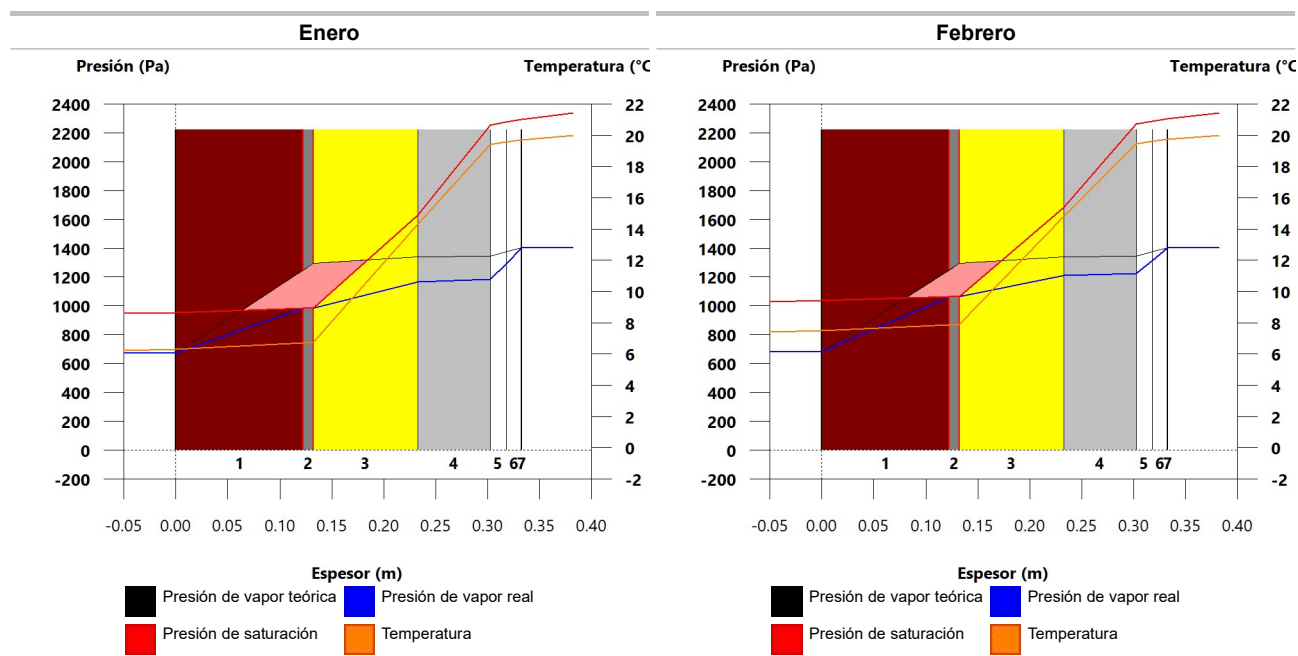 Enero
Presión (Pa) Temperatura (°C
2400 22
2200 20
2000 18
1800 16
1600 14
1400 12
1200 10
1000 8
800 6
600 4
400 2
200 0
0 -2
-200
1 2 3 4 5 6 7
-0.05 0.00 0.05 0.10 0.15 0.20 0.25 0.30 0.35 0.40
Espesor (m)
Presión de vapor teórica Presión de vapor real
Presión de saturación Temperatura
Febrero
Presión (Pa) Temperatura (°C
2400 22
2200 20
2000 18
1800 16
1600 14
1400 12
1200 10
1000 8
800 6
600 4
400 2
200 0
0 -2
-200
1 2 3 4 5 6 7
-0.05 0.00 0.05 0.10 0.15 0.20 0.25 0.30 0.35 0.40
Espesor (m)
Presión de vapor teórica Presión de vapor real
Presión de saturación Temperatura